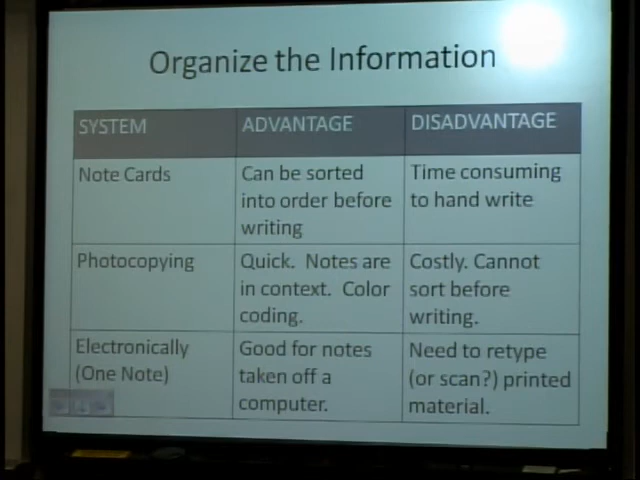 Organize the Information
SYSTEM
ADVANTAGE
DISADVANTAGE
Note Cards
Can be sorted
into order before
writing
Time consuming
to hand write
Photocopying
Quick. Notes are
in context. Color
coding.
Costly. Cannot
sort before
writing.
Electronically
(One Note)
Good for notes
taken off a
computer.
Need to retype
(or scan?) printed
material.